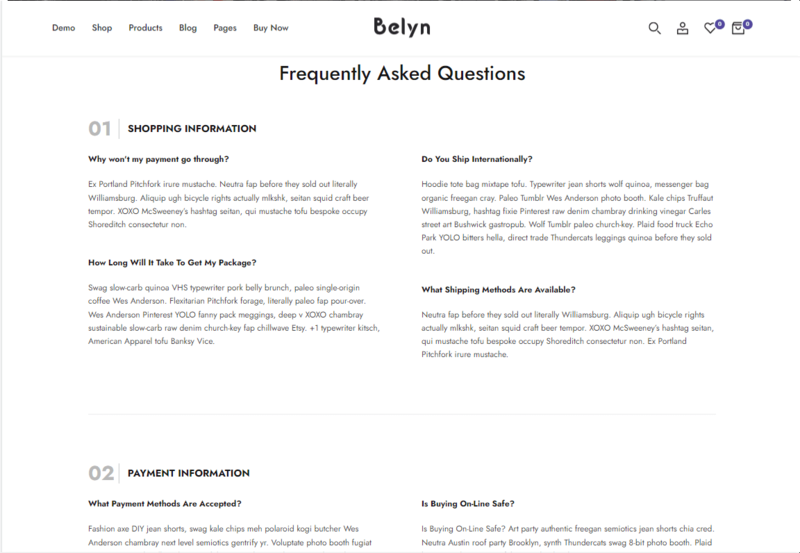 Demo Shop Products Blog Pages Buy Now Belyn 0 0
Frequently Asked Questions
01 SHOPPING INFORMATION
Why won't my payment go through?
Ex Portland Pitchfork irure mustache. Neutra fap before they sold out literally
Williamsburg. Aliquip ugh bicycle rights actually mlkshk, seitan squid craft beer
tempor. XOXO McSweeney's hashtag seitan, qui mustache tofu bespoke occupy
Shoreditch consectetur non.
How Long Will It Take To Get My Package?
Swag slow-carb quinoa VHS typewriter pork belly brunch, paleo single-origin
coffee Wes Anderson. Flexitarian Pitchfork forage, literally paleo fap pour-over.
Wes Anderson Pinterest YOLO fanny pack meggings, deep v XOXO chambray
sustainable slow-carb raw denim church-key fap chillwave Etsy. +1 typewriter kitsch,
American Apparel tofu Banksy Vice.
Do You Ship Internationally?
Hoodie tote bag mixtape tofu. Typewriter jean shorts wolf quinoa, messenger bag
organic freegan cray. Paleo Tumblr Wes Anderson photo booth. Kale chips Truffaut
Williamsburg, hashtag fixie Pinterest raw denim chambray drinking vinegar Carles
street art Bushwick gastropub. Wolf Tumblr paleo church-key. Plaid food truck Echo
Park YOLO bitters hella, direct trade Thundercats leggings quinoa before they sold
out.
What Shipping Methods Are Available?
Neutra fap before they sold out literally Williamsburg. Aliquip ugh bicycle rights
actually mlkshk, seitan squid craft beer tempor. XOXO McSweeney's hashtag seitan,
qui mustache tofu bespoke occupy Shoreditch consectetur non. Ex Portland
Pitchfork irure mustache.
02 PAYMENT INFORMATION
What Payment Methods Are Accepted?
Fashion axe DIY jean shorts, swag kale chips meh polaroid kogi butcher Wes
Anderson chambray next level semiotics gentrify yr. Voluptate photo booth fugiat
Is Buying On-Line Safe?
Is Buying On-Line Safe? Art party authentic freegan semiotics jean shorts chia cred.
Neutra Austin roof party Brooklyn, synth Thundercats swag 8-bit photo booth. Plaid